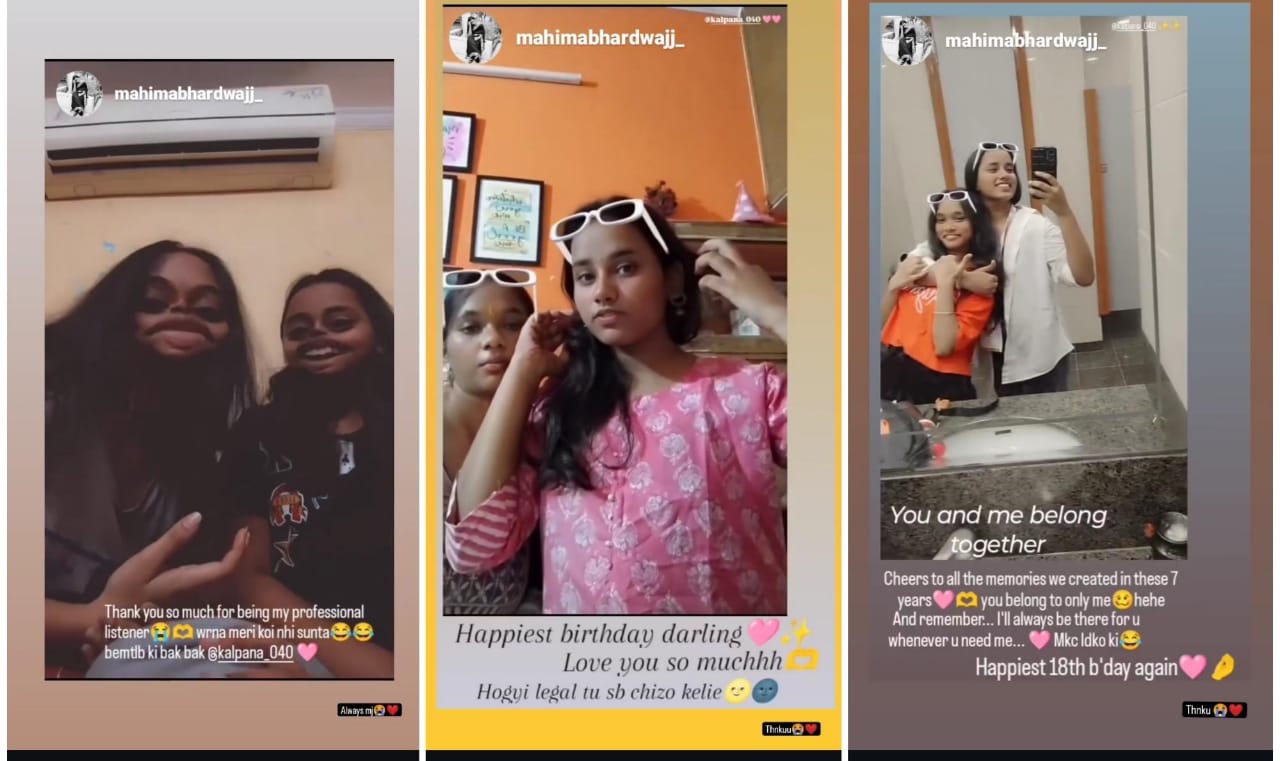 mahimabhardwajj_
Thank you so much for being my professional
listener😭🫶 wrna meri koi nhi sunta😂😂
bemtlb ki bak bak @kalpana_040 🩷
Always mj😭❤️
@kalpana_040 🩷🩷
mahimabhardwajj_
Happiest birthday darling 🩷✨
Love you so muchhh🫶
Hogyi legal tu sb chizo kelie🌝🌚
Thnkuu😭❤️
@kalpana_040 ✨✨
mahimabhardwajj_
You and me belong
together
Cheers to all the memories we created in these 7
years🩷🫶 you belong to only me🥴hehe
And remember... I'll always be there for u
whenever u need me... 🩷 Mkc ldko ki😂
Happiest 18th b'day again🩷🤌
Thnku 😭❤️